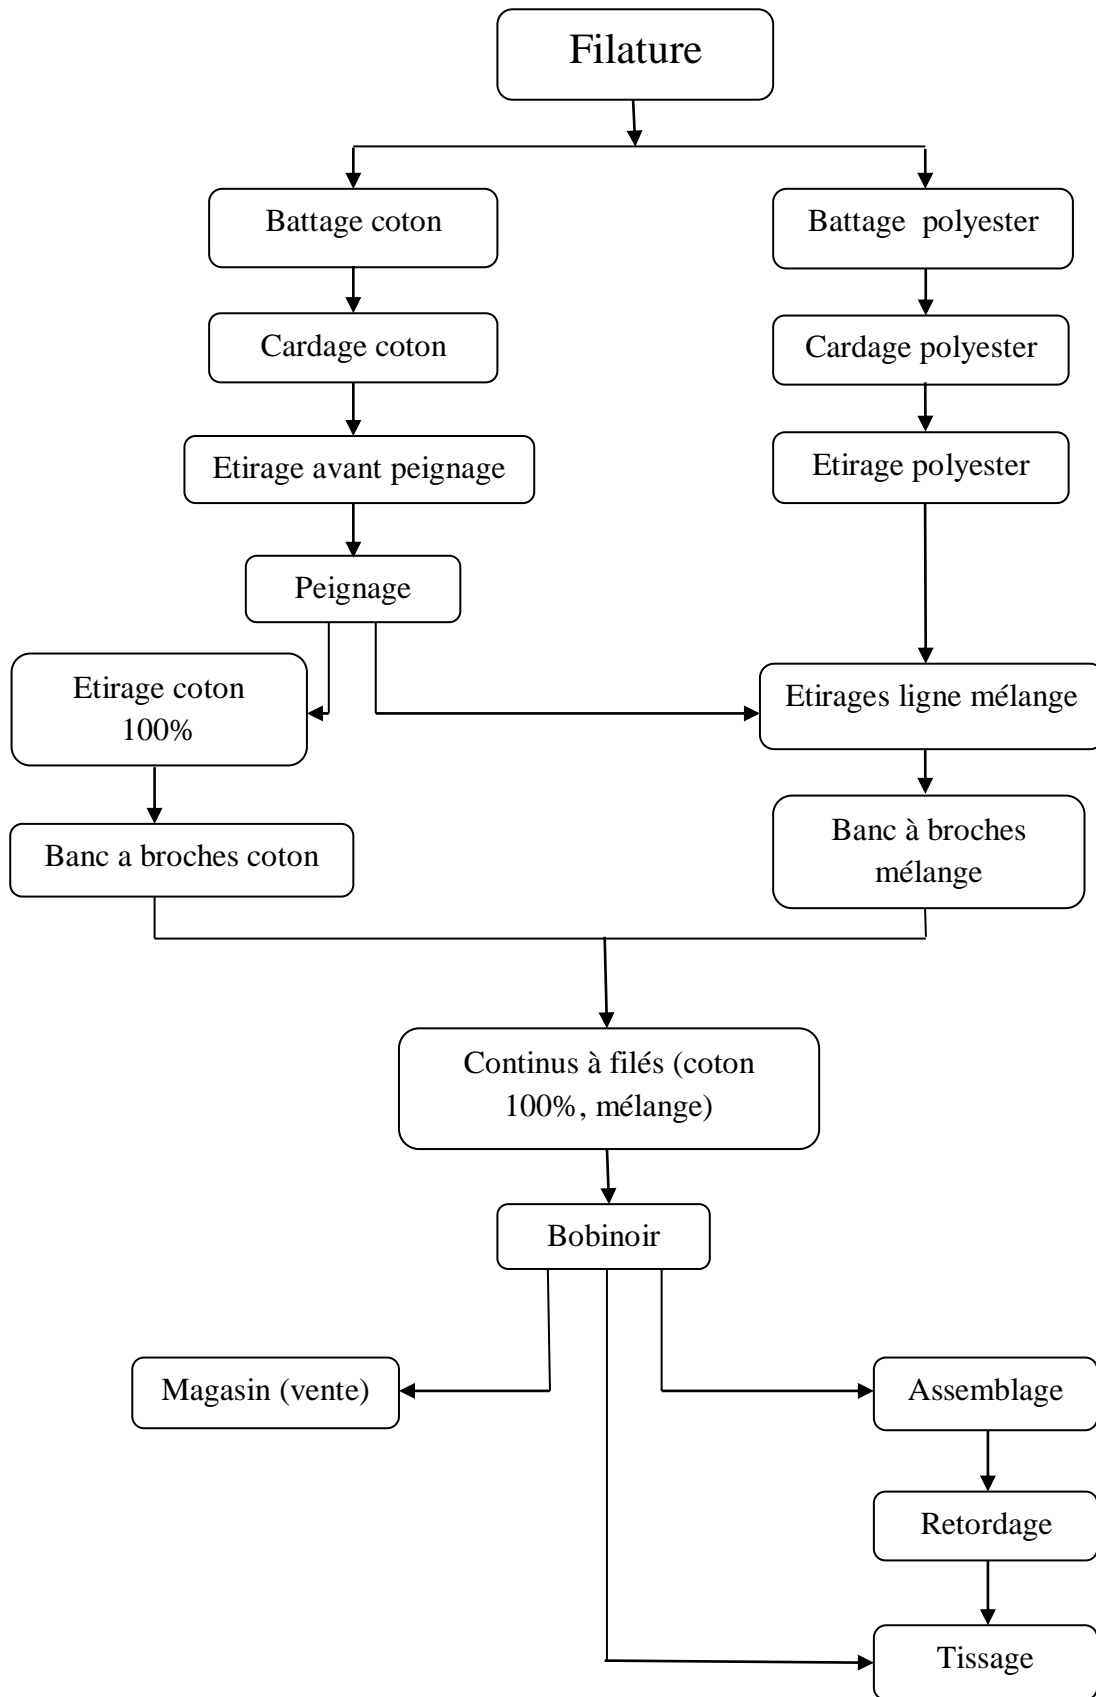 Filature
Battage coton
Battage  polyester
Cardage coton
Cardage polyester
Etirage avant peignage
Etirage polyester
Peignage
Etirage coton
100%
Etirages ligne mélange
Banc a broches coton
Banc à broches
mélange
Continus à filés (coton
100%, mélange)
Bobinoir
Magasin (vente)
Assemblage
Retordage
Tissage